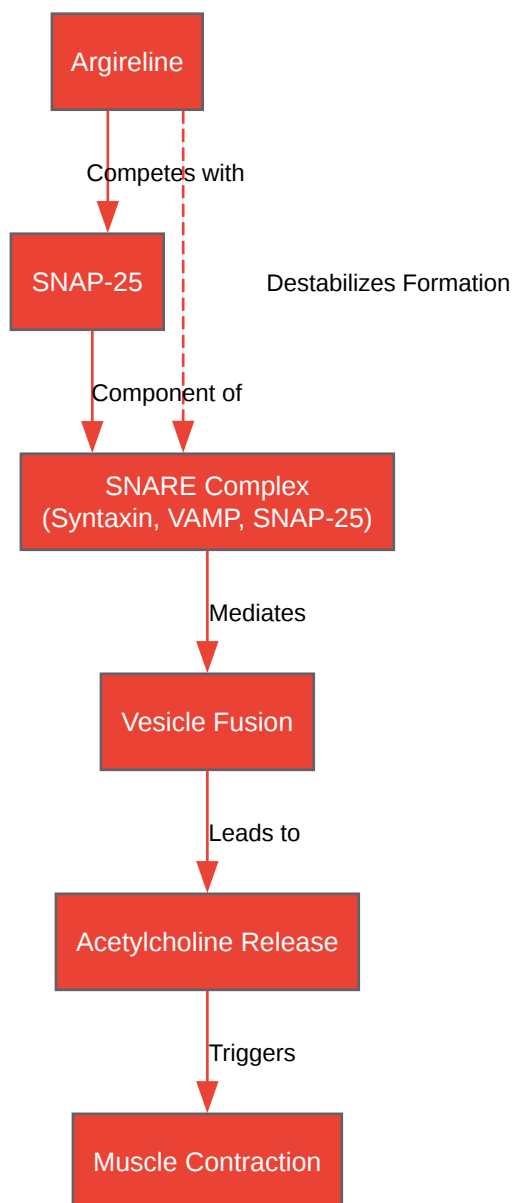 Argireline
Competes with
SNAP-25
Destabilizes Formation
Component of
SNARE Complex
(Syntaxin, VAMP, SNAP-25)
Mediates
Vesicle Fusion
Leads to
Acetylcholine Release
Triggers
Muscle Contraction